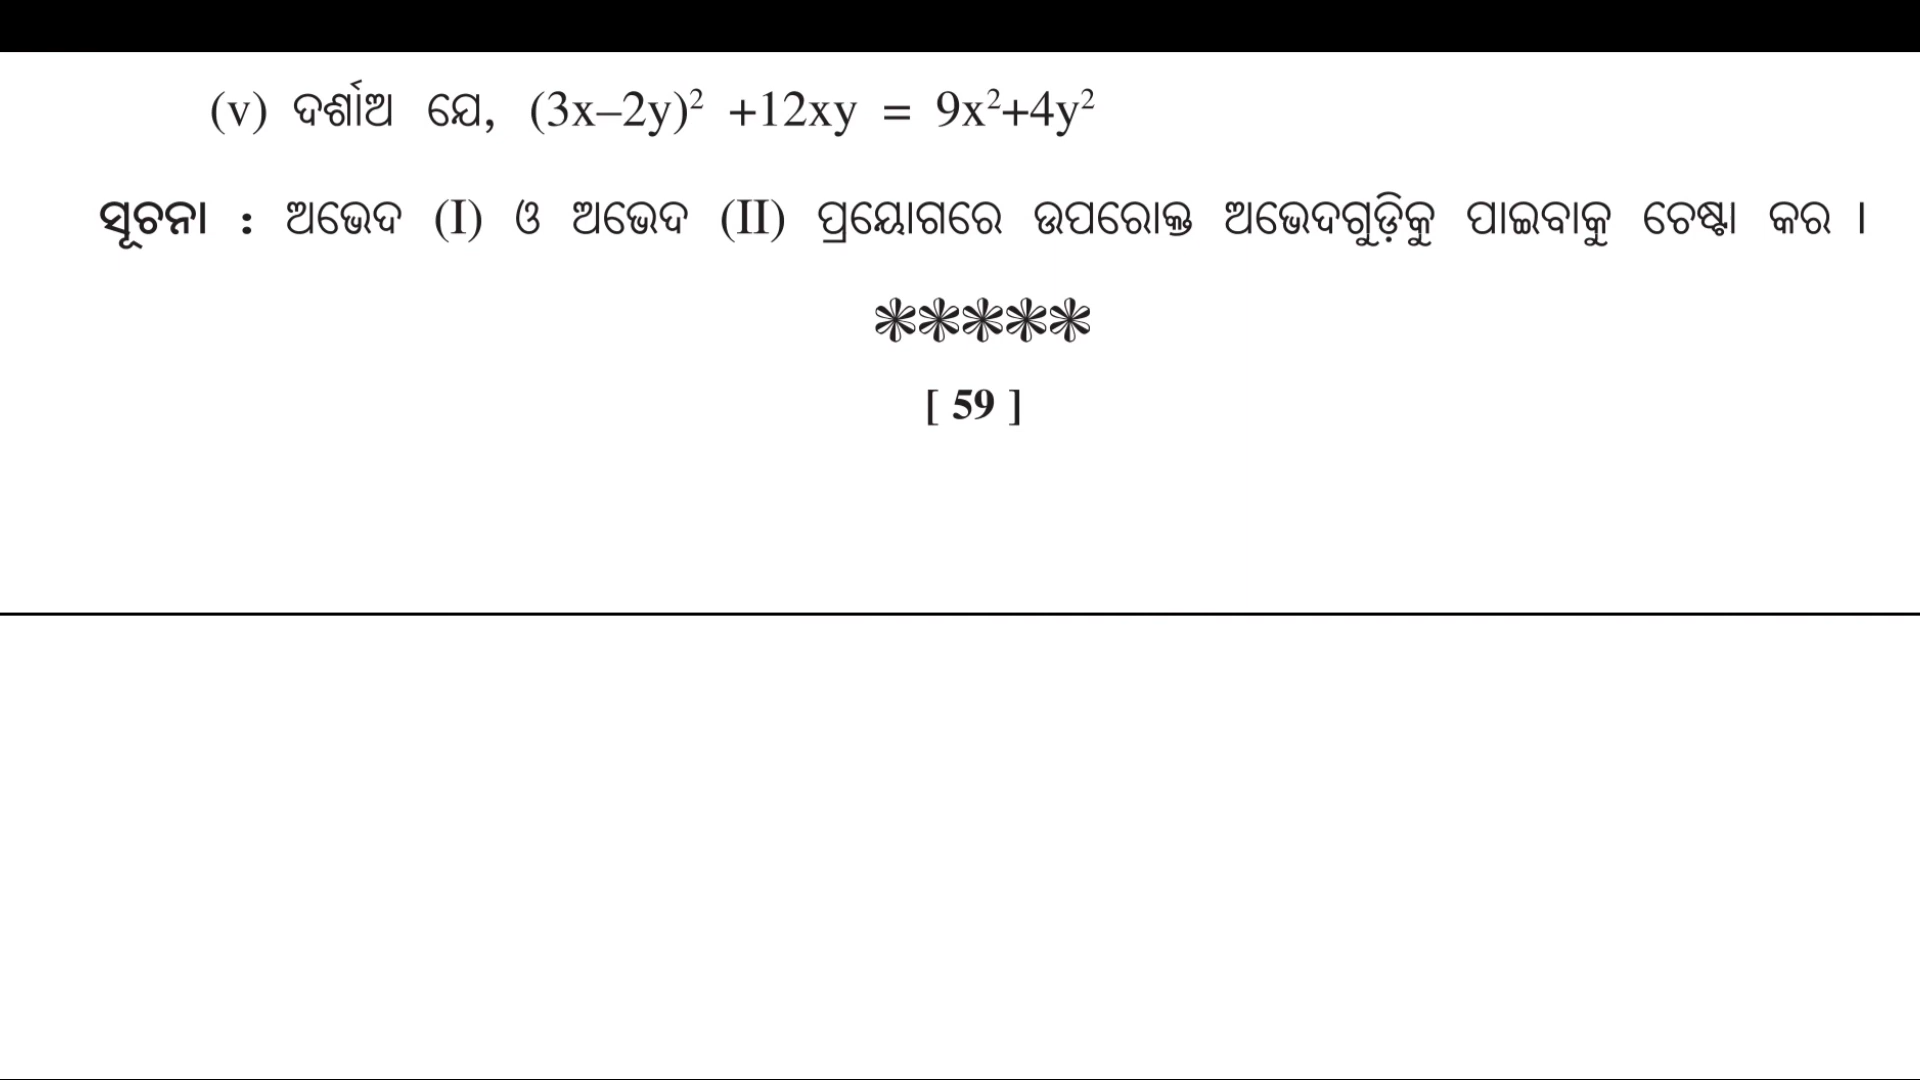 (v) ଦର୍ଶାଅ ଯେ, (3x–2y)² +12xy = 9x²+4y²
ସୂଚନା : ଅଭେଦ (I) ଓ ଅଭେଦ (II) ପ୍ରୟୋଗରେ ଉପରୋକ୍ତ ଅଭେଦଗୁଡ଼ିକୁ ପାଇବାକୁ ଚେଷ୍ଟା କର ।
❃❃❃❃❃
[ 59 ]